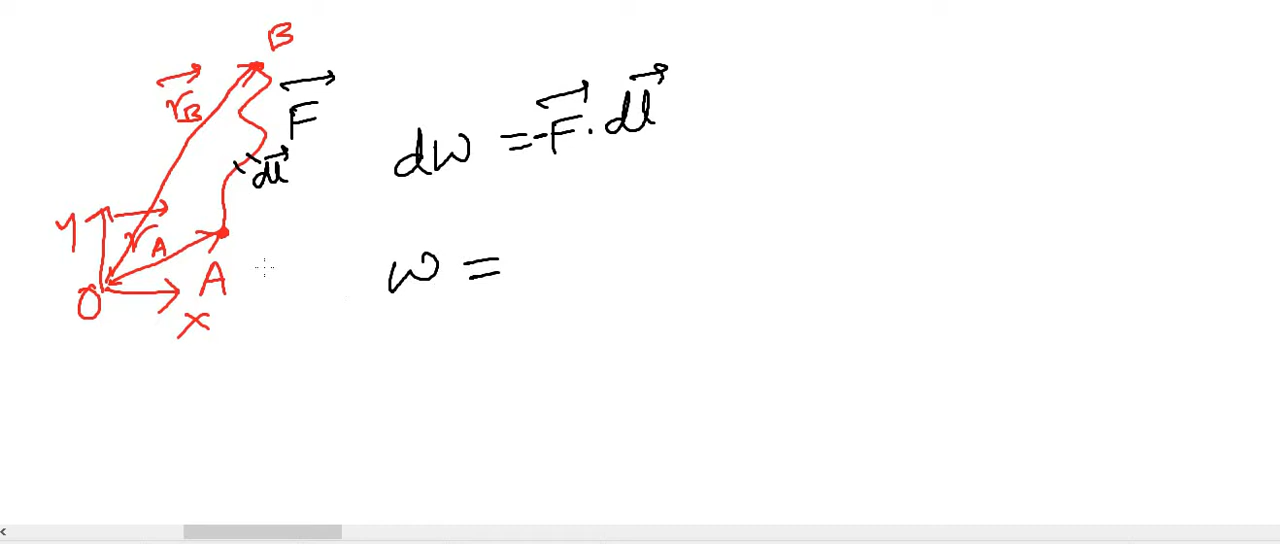 B
r_B
F
dl
dw = -F. dl
Y
r_A
A
w =
O
X